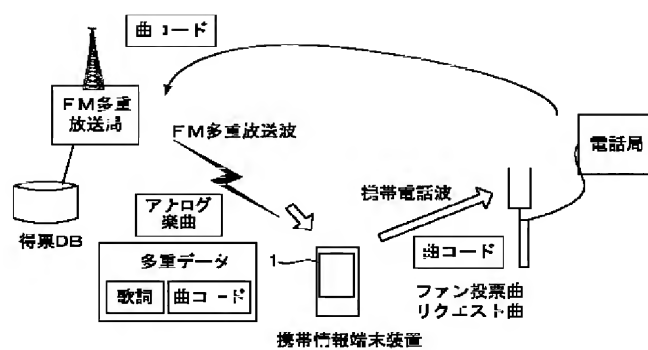 曲コード
FM多重
放送局
FM多重放送波
電話局
得票DB
アナログ
楽曲
携帯電話波
多重データ
歌詞
曲コード
1
曲コード
ファン投票曲
リクエスト曲
携帯情報端末装置